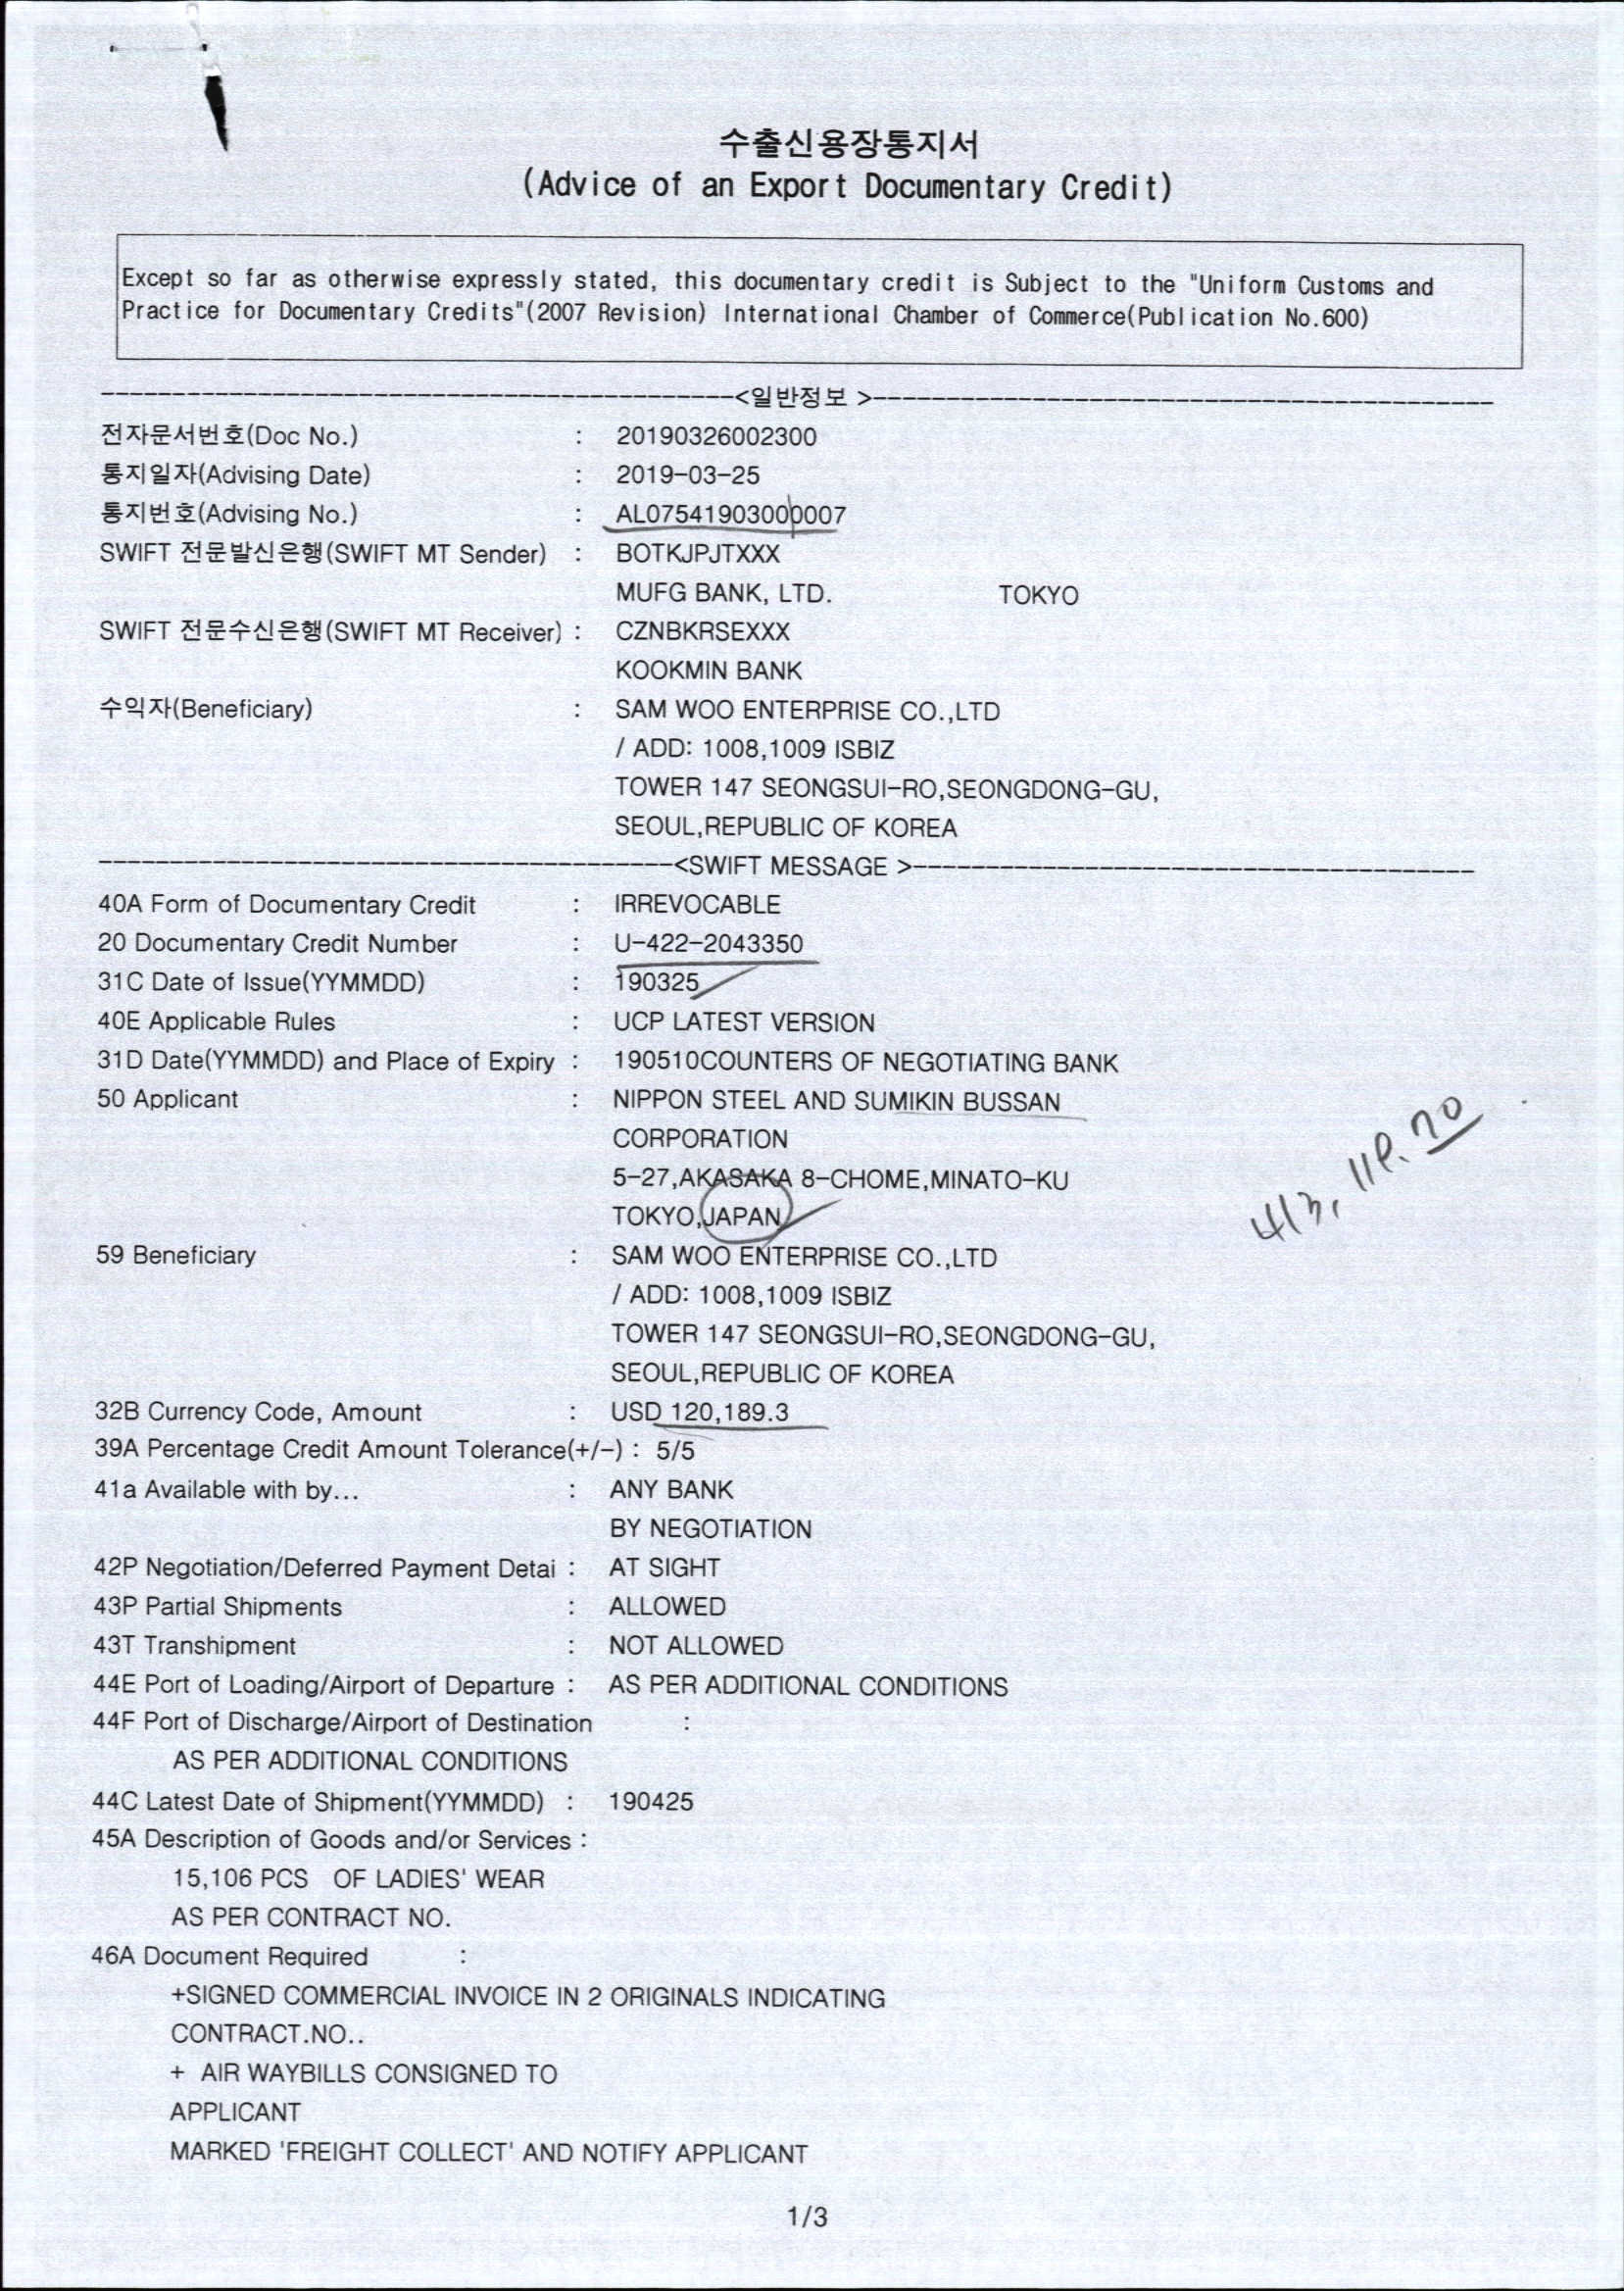 수출신용장통지서
(Advice of an Export Documentary Credit)
Except so far as otherwise expressly stated, this documentary credit is Subject to the "Uniform Customs and
Practice for Documentary Credits"(2007 Revision) International Chamber of Commerce(Publication No.600)
--------------------------------------------<일반정보 >--------------------------------------------
전자문서번호(Doc No.) : 20190326002300
통지일자(Advising Date) : 2019-03-25
통지번호(Advising No.) : AL07541903000007
SWIFT 전문발신은행(SWIFT MT Sender) : BOTKJPJTXXX
MUFG BANK, LTD. TOKYO
SWIFT 전문수신은행(SWIFT MT Receiver) : CZNBKRSEXXX
KOOKMIN BANK
수익자(Beneficiary) : SAM WOO ENTERPRISE CO.,LTD
/ ADD: 1008,1009 ISBIZ
TOWER 147 SEONGSUI-RO,SEONGDONG-GU,
SEOUL,REPUBLIC OF KOREA
----------------------------------------<SWIFT MESSAGE >----------------------------------------
40A Form of Documentary Credit : IRREVOCABLE
20 Documentary Credit Number : U-422-2043350
31C Date of Issue(YYMMDD) : 190325
40E Applicable Rules : UCP LATEST VERSION
31D Date(YYMMDD) and Place of Expiry : 190510COUNTERS OF NEGOTIATING BANK
50 Applicant : NIPPON STEEL AND SUMIKIN BUSSAN
CORPORATION
5-27,AKASAKA 8-CHOME,MINATO-KU
TOKYO,JAPAN
59 Beneficiary : SAM WOO ENTERPRISE CO.,LTD
/ ADD: 1008,1009 ISBIZ
TOWER 147 SEONGSUI-RO,SEONGDONG-GU,
SEOUL,REPUBLIC OF KOREA
32B Currency Code, Amount : USD 120,189.3
39A Percentage Credit Amount Tolerance(+/-) : 5/5
41a Available with by... : ANY BANK
BY NEGOTIATION
42P Negotiation/Deferred Payment Detai : AT SIGHT
43P Partial Shipments : ALLOWED
43T Transhipment : NOT ALLOWED
44E Port of Loading/Airport of Departure : AS PER ADDITIONAL CONDITIONS
44F Port of Discharge/Airport of Destination :
AS PER ADDITIONAL CONDITIONS
44C Latest Date of Shipment(YYMMDD) : 190425
45A Description of Goods and/or Services :
15,106 PCS OF LADIES' WEAR
AS PER CONTRACT NO.
46A Document Required :
+SIGNED COMMERCIAL INVOICE IN 2 ORIGINALS INDICATING
CONTRACT.NO..
+ AIR WAYBILLS CONSIGNED TO
APPLICANT
MARKED 'FREIGHT COLLECT' AND NOTIFY APPLICANT
1/3